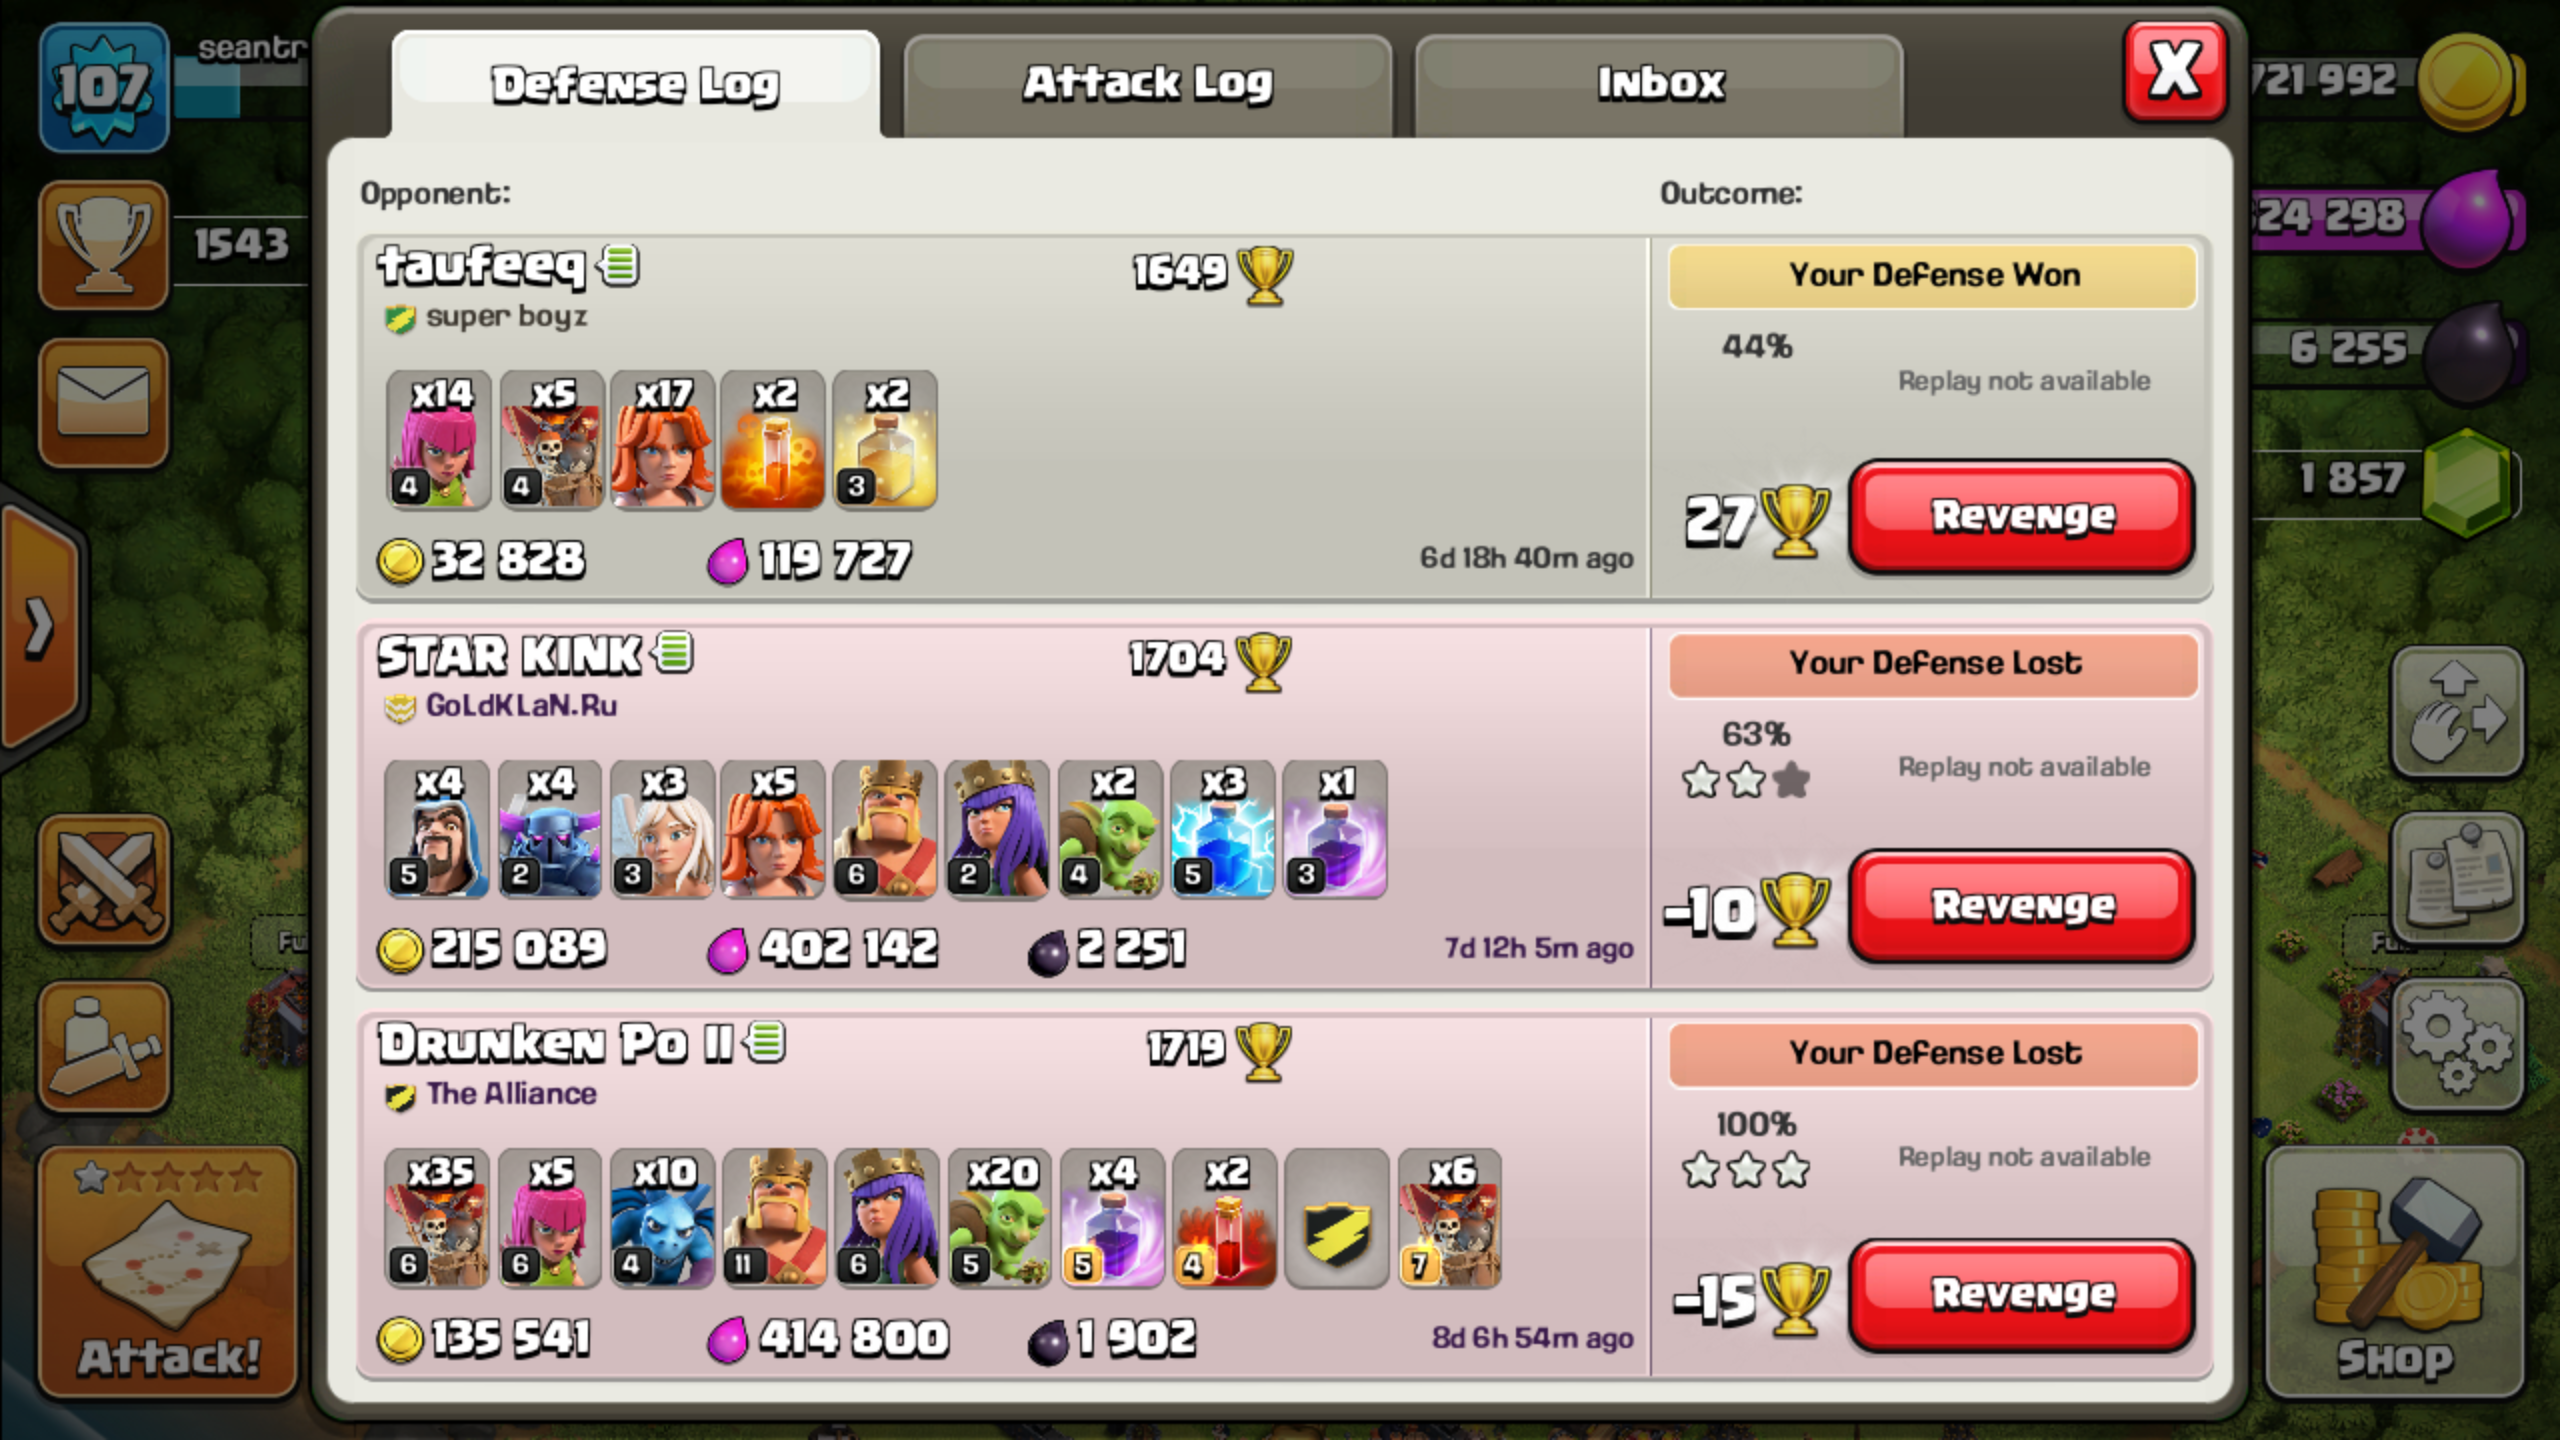 107
seantr
1543
Defense Log
Attack Log
Inbox
X
721 992
24 298
6 255
1 857
Opponent:
Outcome:
taufeeq
1649
super boyz
x14 x5 x17 x2 x2
4 4 3
32 828 119 727
6d 18h 40m ago
Your Defense Won
44%
Replay not available
27
Revenge
STAR KINK
1704
GoLdKLaN.Ru
x4 x4 x3 x5 x2 x3 x1
5 2 3 6 2 4 5 3
215 089 402 142 2 251
7d 12h 5m ago
Your Defense Lost
63%
Replay not available
-10
Revenge
Drunken Po II
1719
The Alliance
x35 x5 x10 x20 x4 x2 x6
6 6 4 11 6 5 5 4 7
135 541 414 800 1 902
8d 6h 54m ago
Your Defense Lost
100%
Replay not available
-15
Revenge
Attack!
Shop